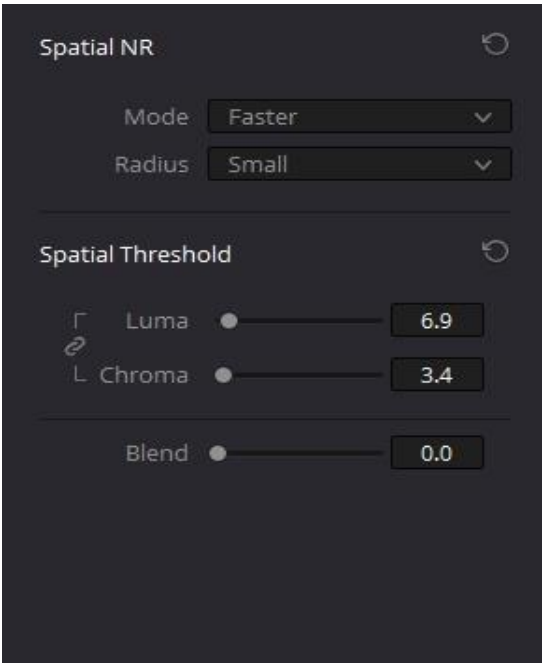 Spatial NR
Mode Faster
Radius Small
Spatial Threshold
Luma 6.9
Chroma 3.4
Blend 0.0